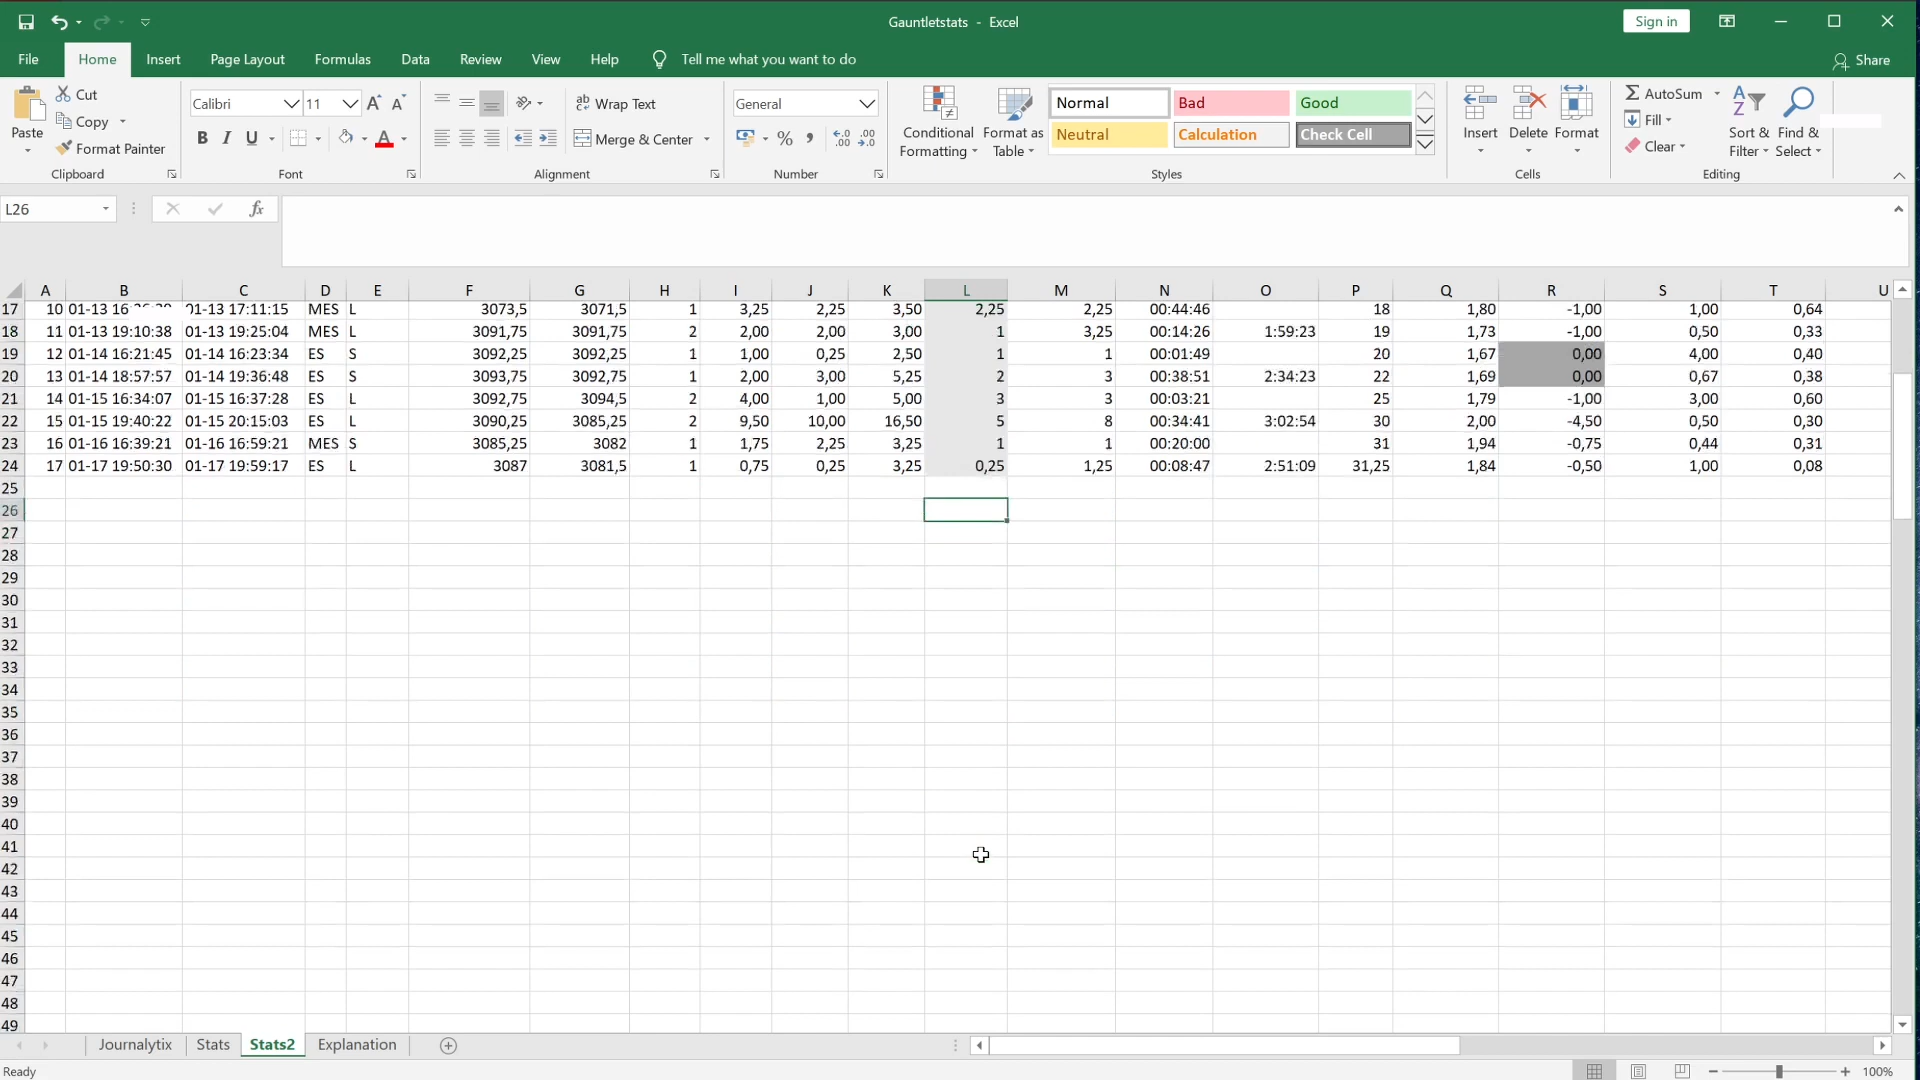 Gauntletstats - Excel
Sign in
File Home Insert Page Layout Formulas Data Review View Help Tell me what you want to do Share
Paste Cut Copy Format Painter Clipboard
Calibri 11 B I U Font
Wrap Text Merge & Center Alignment
General % Number
Conditional Formatting Format as Table
Normal Bad Good
Neutral Calculation Check Cell
Styles
Insert Delete Format Cells
AutoSum Fill Clear Sort & Filter Find & Select Editing
L26 fx
A B C D E F G H I J K L M N O P Q R S T U
17 10 01-13 16 01-13 17:11:15 MES L 3073,5 3071,5 1 3,25 2,25 3,50 2,25 2,25 00:44:46 18 1,80 -1,00 1,00 0,64
18 11 01-13 19:10:38 01-13 19:25:04 MES L 3091,75 3091,75 2 2,00 2,00 3,00 1 3,25 00:14:26 1:59:23 19 1,73 -1,00 0,50 0,33
19 12 01-14 16:21:45 01-14 16:23:34 ES S 3092,25 3092,25 1 1,00 0,25 2,50 1 1 00:01:49 20 1,67 0,00 4,00 0,40
20 13 01-14 18:57:57 01-14 19:36:48 ES S 3093,75 3092,75 1 2,00 3,00 5,25 2 3 00:38:51 2:34:23 22 1,69 0,00 0,67 0,38
21 14 01-15 16:34:07 01-15 16:37:28 ES L 3092,75 3094,5 2 4,00 1,00 5,00 3 3 00:03:21 25 1,79 -1,00 3,00 0,60
22 15 01-15 19:40:22 01-15 20:15:03 ES L 3090,25 3085,25 2 9,50 10,00 16,50 5 8 00:34:41 3:02:54 30 2,00 -4,50 0,50 0,30
23 16 01-16 16:39:21 01-16 16:59:21 MES S 3085,25 3082 1 1,75 2,25 3,25 1 1 00:20:00 31 1,94 -0,75 0,44 0,31
24 17 01-17 19:50:30 01-17 19:59:17 ES L 3087 3081,5 1 0,75 0,25 3,25 0,25 1,25 00:08:47 2:51:09 31,25 1,84 -0,50 1,00 0,08
25
26
27
28
29
30
31
32
33
34
35
36
37
38
39
40
41
42
43
44
45
46
47
48
49
Journalytix Stats Stats2 Explanation
Ready 100%